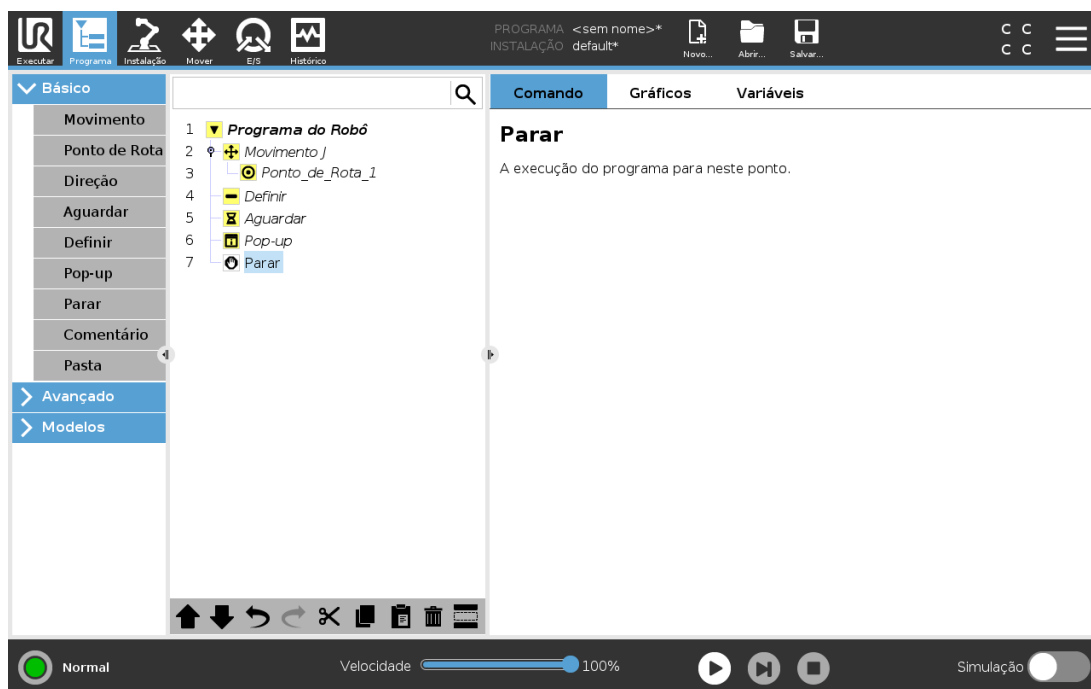 PROGRAMA <sem nome>*
INSTALAÇÃO default*
Executar Programa Instalação Mover E/S Histórico Novo... Abrir... Salvar...
C C
C C
Básico
Movimento
Ponto de Rota
Direção
Aguardar
Definir
Pop-up
Parar
Comentário
Pasta
Avançado
Modelos
1 Programa do Robô
2 Movimento J
3 Ponto_de_Rota_1
4 Definir
5 Aguardar
6 Pop-up
7 Parar
Comando Gráficos Variáveis
Parar
A execução do programa para neste ponto.
Normal Velocidade 100% Simulação